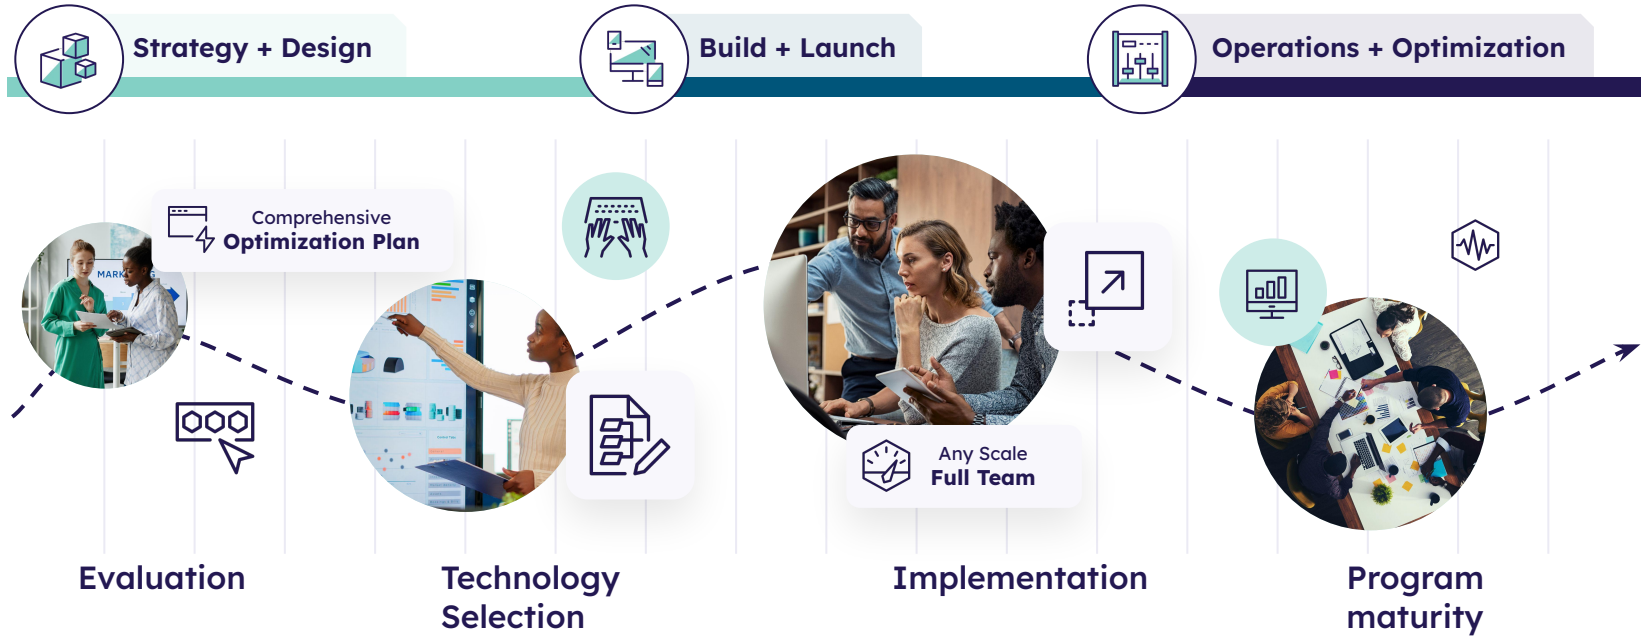 Strategy + Design
Build + Launch
Operations + Optimization
Comprehensive
Optimization Plan
Any Scale
Full Team
Evaluation
Technology
Selection
Implementation
Program
maturity